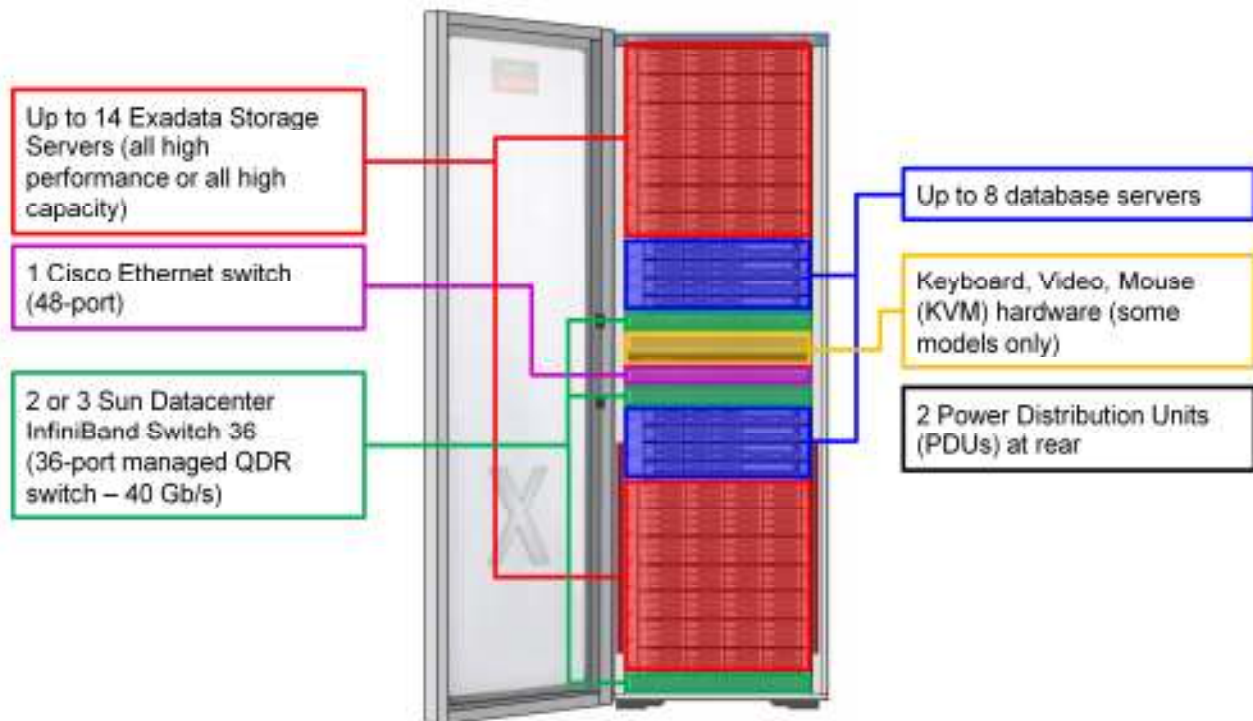 Up to 14 Exadata Storage
Servers (all high
performance or all high
capacity)
1 Cisco Ethernet switch
(48-port)
2 or 3 Sun Datacenter
InfiniBand Switch 36
(36-port managed QDR
switch – 40 Gb/s)
Up to 8 database servers
Keyboard, Video, Mouse
(KVM) hardware (some
models only)
2 Power Distribution Units
(PDUs) at rear
X